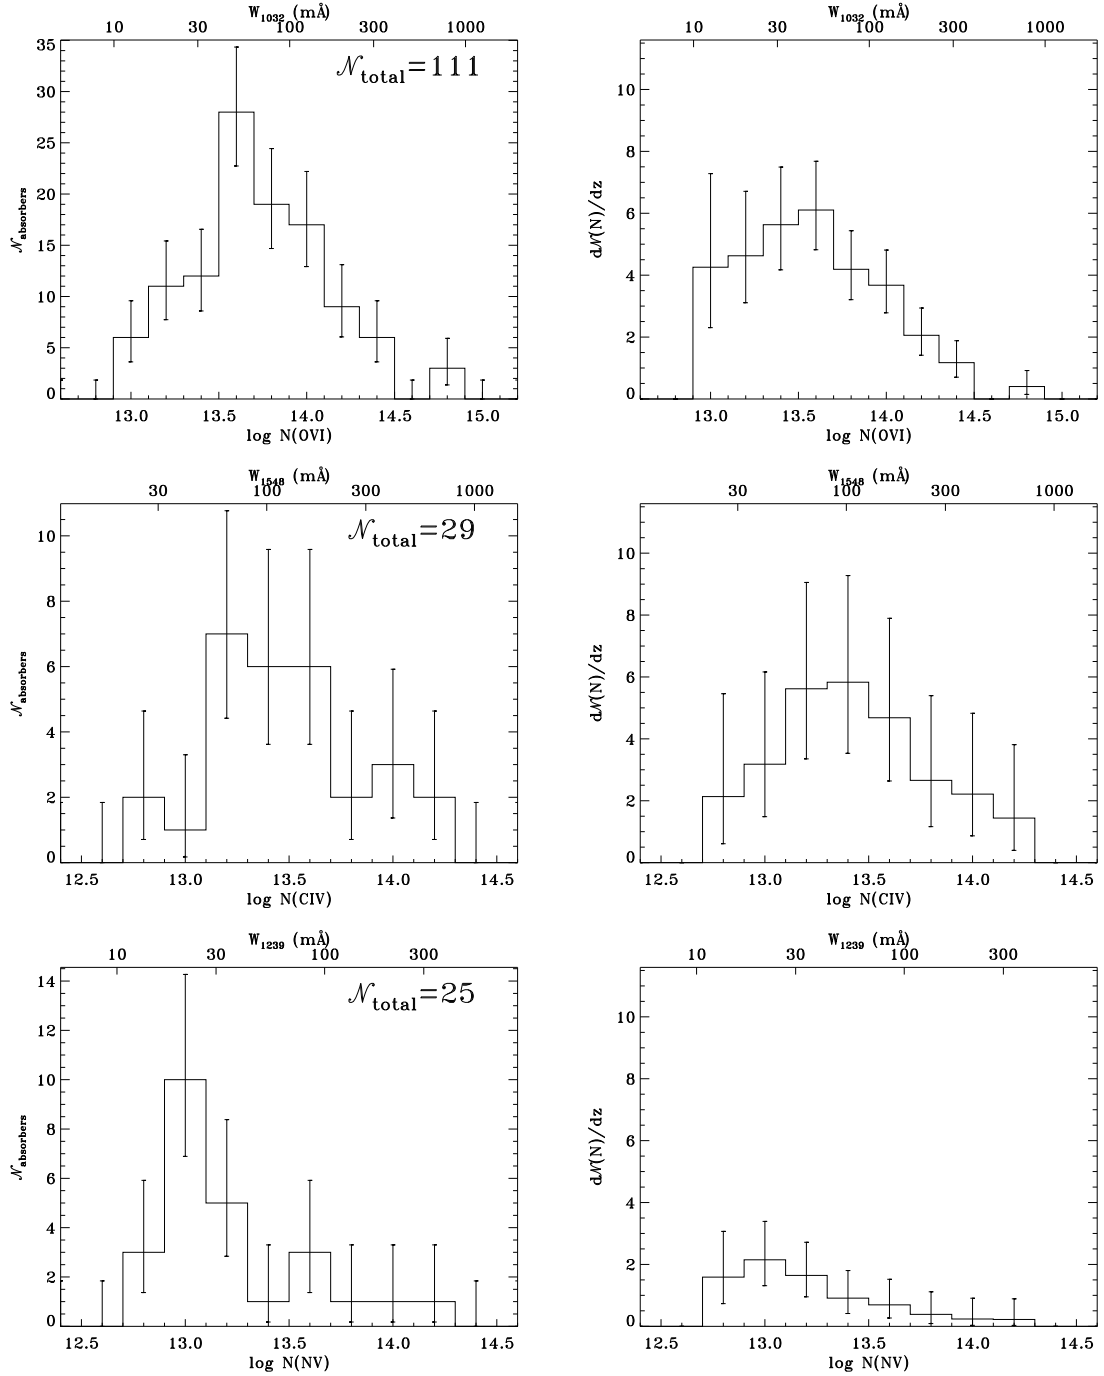 W1032 (mÅ)
10 30 100 300 1000
𝒩total=111
35
30
25
20
15
10
5
0
𝒩absorbers
13.0 13.5 14.0 14.5 15.0
log N(OVI)
W1032 (mÅ)
10 30 100 300 1000
10
8
6
4
2
0
d𝒩(N)/dz
13.0 13.5 14.0 14.5 15.0
log N(OVI)
W1548 (mÅ)
30 100 300 1000
𝒩total=29
10
8
6
4
2
0
𝒩absorbers
12.5 13.0 13.5 14.0 14.5
log N(CIV)
W1548 (mÅ)
30 100 300 1000
10
8
6
4
2
0
d𝒩(N)/dz
12.5 13.0 13.5 14.0 14.5
log N(CIV)
W1239 (mÅ)
10 30 100 300
𝒩total=25
14
12
10
8
6
4
2
0
𝒩absorbers
12.5 13.0 13.5 14.0 14.5
log N(NV)
W1239 (mÅ)
10 30 100 300
10
8
6
4
2
0
d𝒩(N)/dz
12.5 13.0 13.5 14.0 14.5
log N(NV)